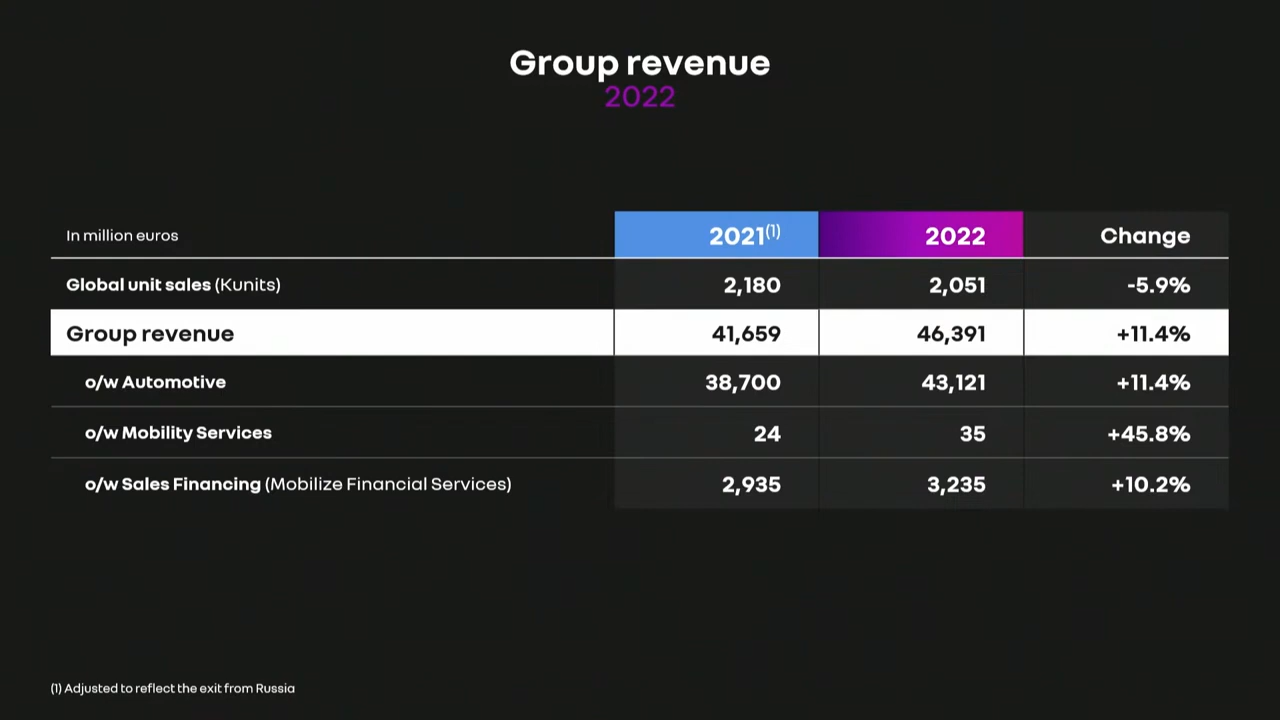 Group revenue
2022
In million euros 2021(1) 2022 Change
Global unit sales (Kunits) 2,180 2,051 -5.9%
Group revenue 41,659 46,391 +11.4%
o/w Automotive 38,700 43,121 +11.4%
o/w Mobility Services 24 35 +45.8%
o/w Sales Financing (Mobilize Financial Services) 2,935 3,235 +10.2%
(1) Adjusted to reflect the exit from Russia